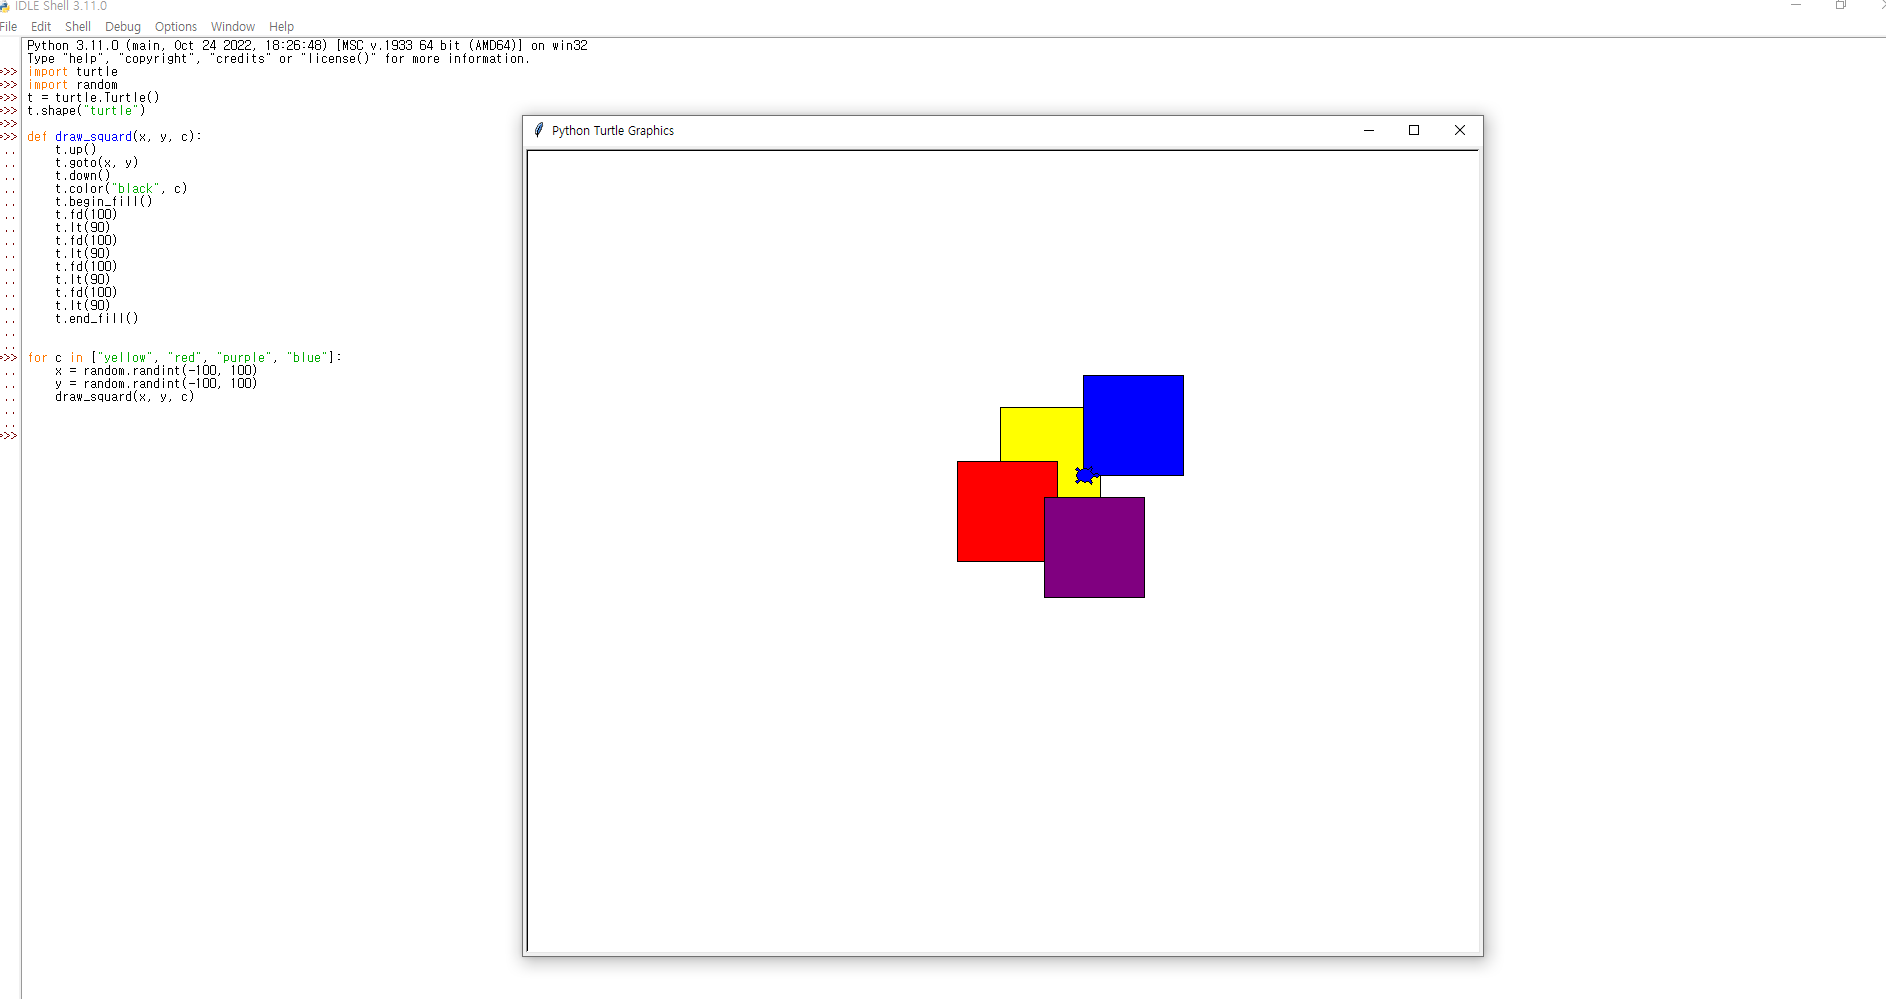 IDLE Shell 3.11.0
File Edit Shell Debug Options Window Help
Python 3.11.0 (main, Oct 24 2022, 18:26:48) [MSC v.1933 64 bit (AMD64)] on win32
Type "help", "copyright", "credits" or "license()" for more information.
>>> import turtle
>>> import random
>>> t = turtle.Turtle()
>>> t.shape("turtle")
>>>
>>> def draw_squard(x, y, c):
..     t.up()
..     t.goto(x, y)
..     t.down()
..     t.color("black", c)
..     t.begin_fill()
..     t.fd(100)
..     t.lt(90)
..     t.fd(100)
..     t.lt(90)
..     t.fd(100)
..     t.lt(90)
..     t.fd(100)
..     t.lt(90)
..     t.end_fill()
..
..
>>> for c in ["yellow", "red", "purple", "blue"]:
..     x = random.randint(-100, 100)
..     y = random.randint(-100, 100)
..     draw_squard(x, y, c)
..
..
>>>
Python Turtle Graphics